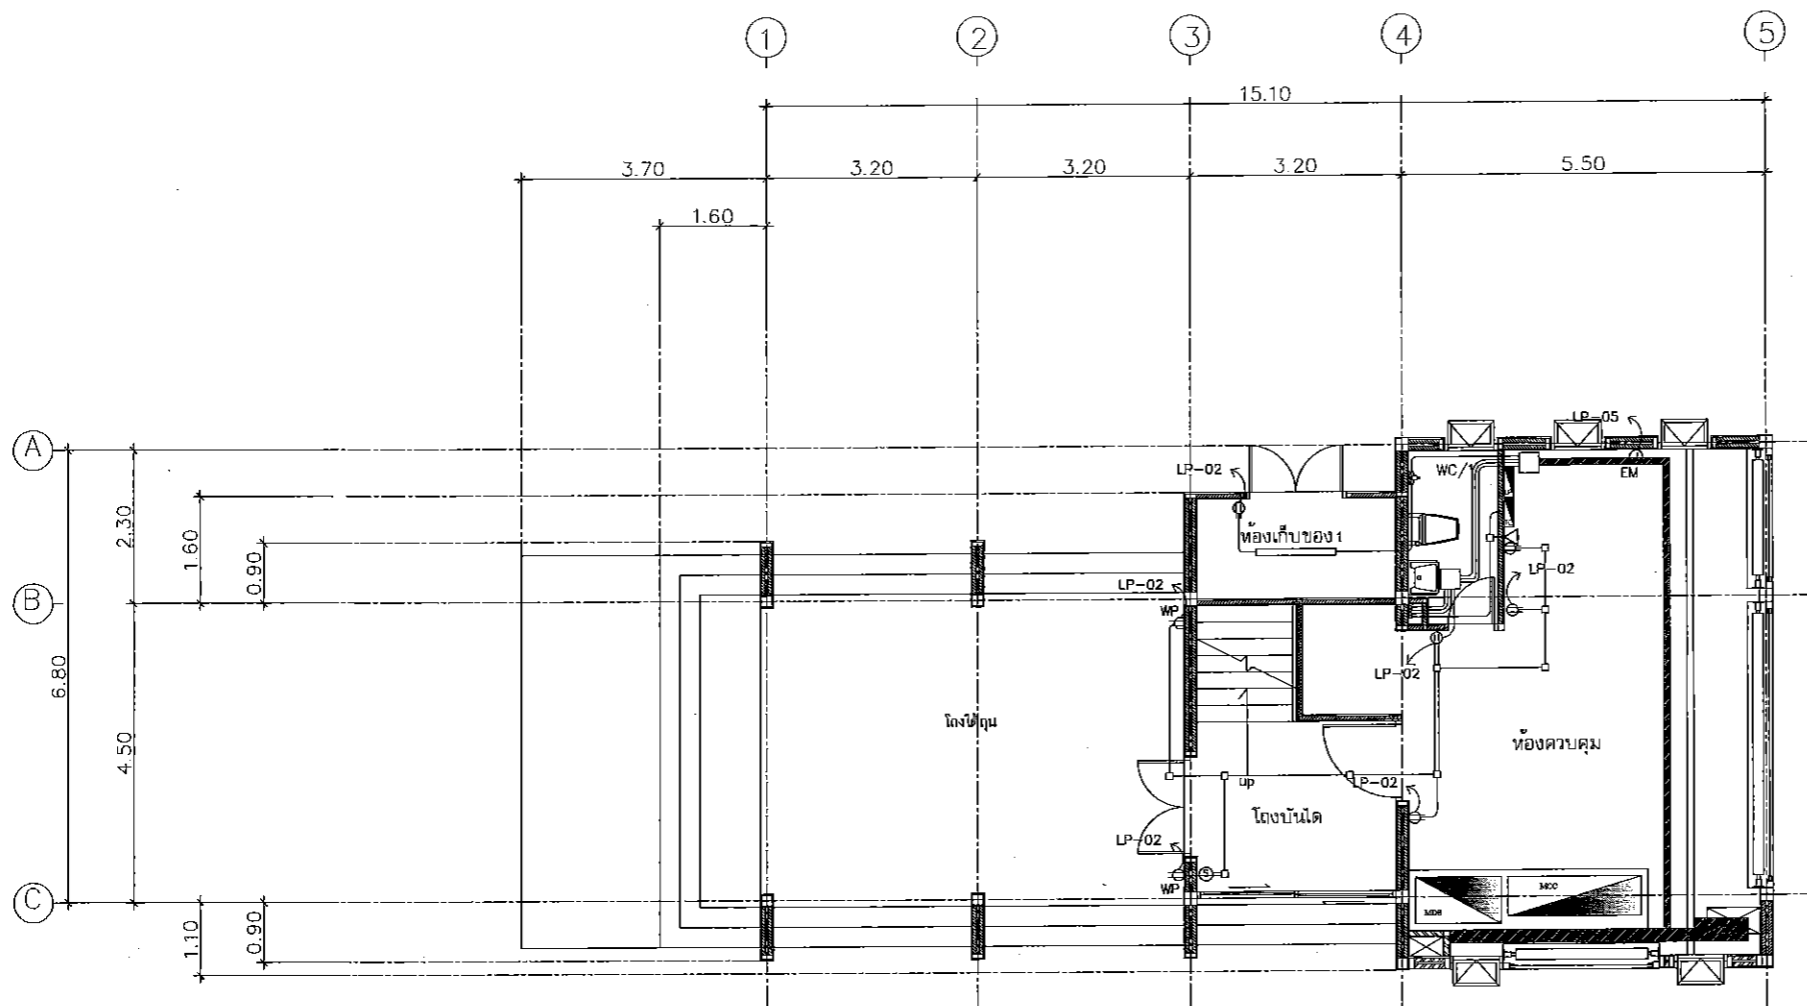 1 2 3 4 5
15.10
3.70 3.20 3.20 3.20 5.50
1.60
A
LP-05
LP-02
WC/1
EM
2.30
1.60
0.90
ห้องเก็บของ1
LP-02
LP-02
B
WP
6.80
LP-02
4.50
โถงใต้ถุน
ห้องควบคุม
up
LP-02
โถงบันได
LP-02
S
WP
C
MCC
MDB
1.10
0.90